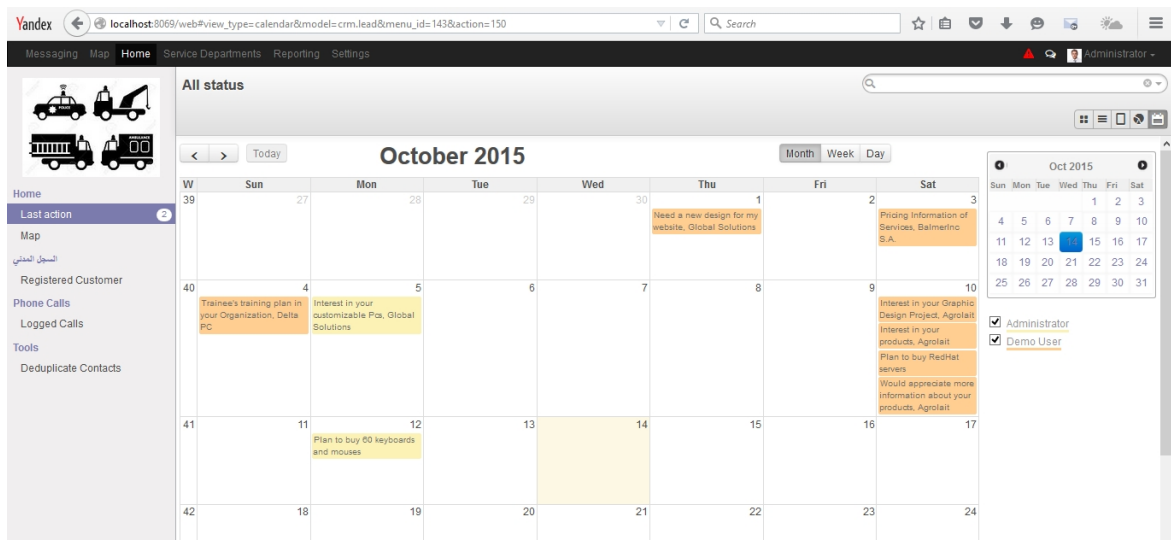 Yandex localhost:8069/web#view_type=calendar&model=crm.lead&menu_id=143&action=150 Search
Messaging Map Home Service Departments Reporting Settings Administrator
POLICE
AMBULANCE
Home
Last action 2
Map
السجل المدني
Registered Customer
Phone Calls
Logged Calls
Tools
Deduplicate Contacts
All status
Today October 2015 Month Week Day
W Sun Mon Tue Wed Thu Fri Sat
39 27 28 29 30 1 2 3
Need a new design for my
website, Global Solutions
Pricing Information of
Services, BalmerInc
S.A.
40 4 5 6 7 8 9 10
Trainee's training plan in
your Organization, Delta
PC
Interest in your
customizable Pcs, Global
Solutions
Interest in your Graphic
Design Project, Agrolait
Interest in your
products, Agrolait
Plan to buy RedHat
servers
Would appreciate more
information about your
products, Agrolait
41 11 12 13 14 15 16 17
Plan to buy 60 keyboards
and mouses
42 18 19 20 21 22 23 24
Oct 2015
Sun Mon Tue Wed Thu Fri Sat
1 2 3
4 5 6 7 8 9 10
11 12 13 14 15 16 17
18 19 20 21 22 23 24
25 26 27 28 29 30 31
Administrator
Demo User